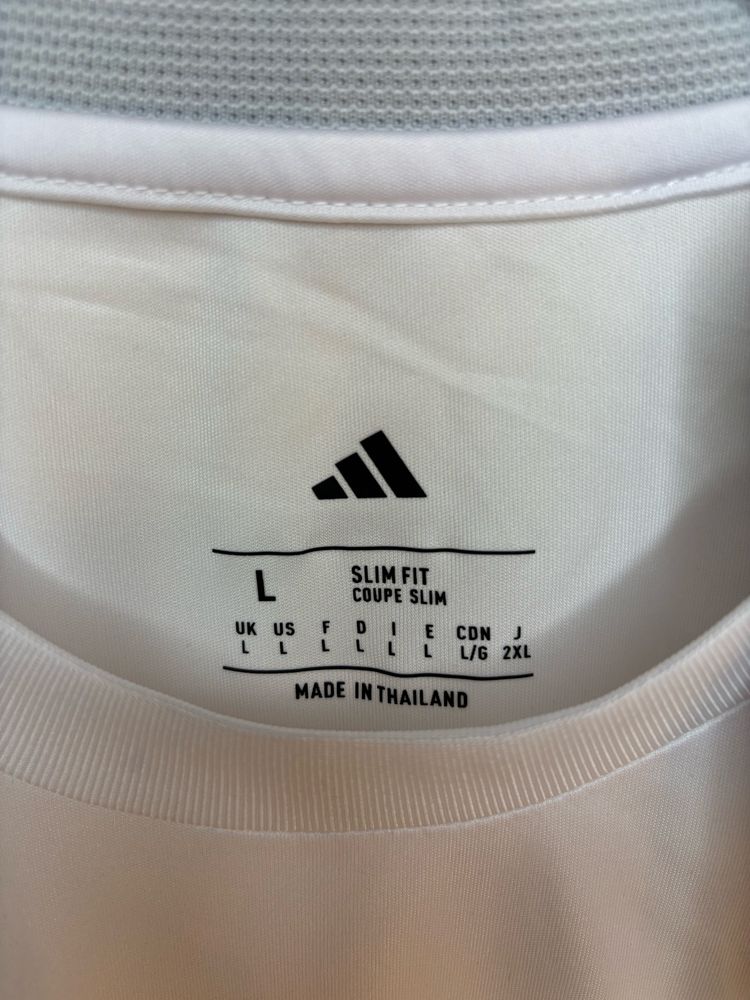 L SLIM FIT
COUPE SLIM
UK US F D I E CDN J
L L L L L L L/G 2XL
MADE IN THAILAND